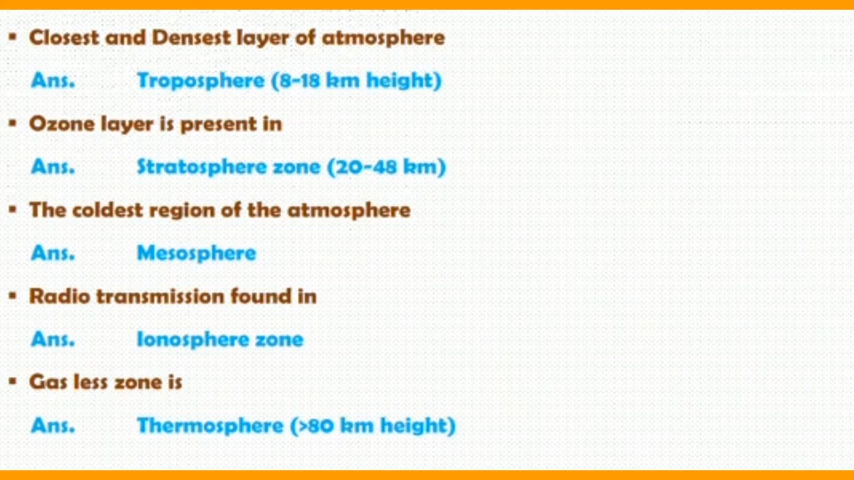 ▪ Closest and Densest layer of atmosphere
Ans. Troposphere (8-18 km height)
▪ Ozone layer is present in
Ans. Stratosphere zone (20-48 km)
▪ The coldest region of the atmosphere
Ans. Mesosphere
▪ Radio transmission found in
Ans. Ionosphere zone
▪ Gas less zone is
Ans. Thermosphere (>80 km height)